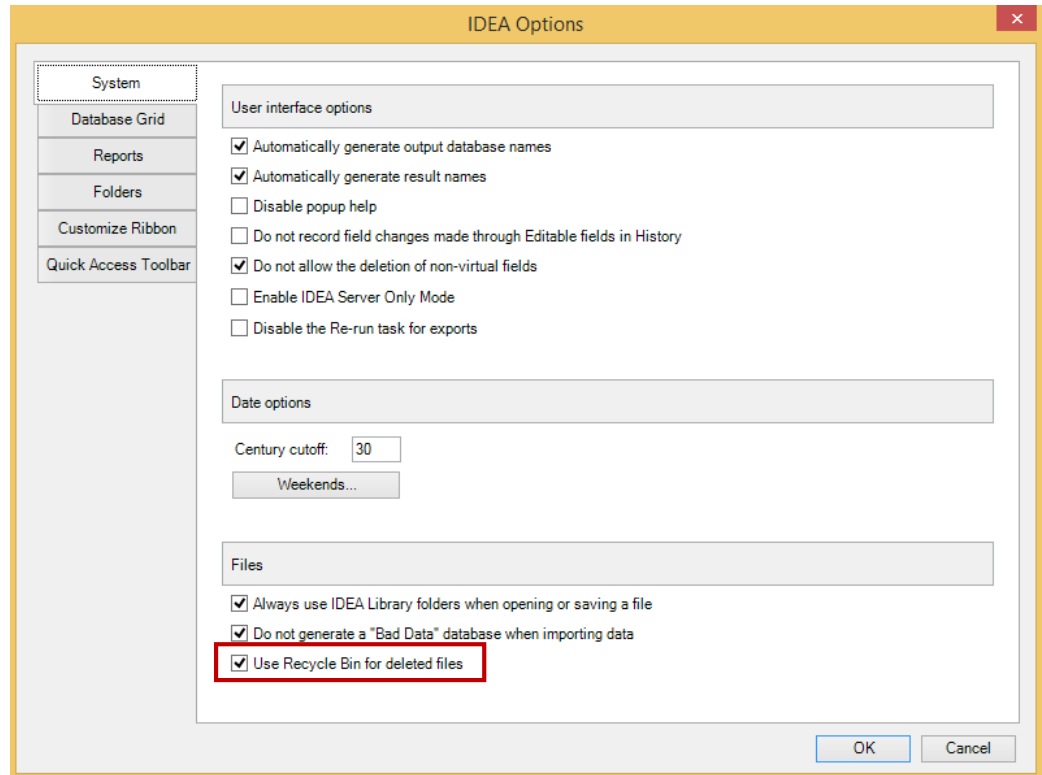 IDEA Options
System
Database Grid
Reports
Folders
Customize Ribbon
Quick Access Toolbar
User interface options
Automatically generate output database names
Automatically generate result names
Disable popup help
Do not record field changes made through Editable fields in History
Do not allow the deletion of non-virtual fields
Enable IDEA Server Only Mode
Disable the Re-run task for exports
Date options
Century cutoff: 30
Weekends...
Files
Always use IDEA Library folders when opening or saving a file
Do not generate a "Bad Data" database when importing data
Use Recycle Bin for deleted files
OK Cancel